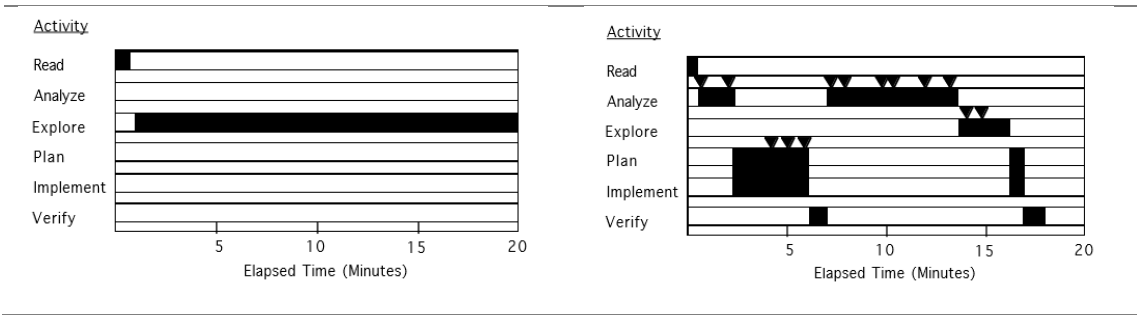 Activity
Read
Analyze
Explore
Plan
Implement
Verify
5 10 15 20
Elapsed Time (Minutes)
Activity
Read
Analyze
Explore
Plan
Implement
Verify
5 10 15 20
Elapsed Time (Minutes)